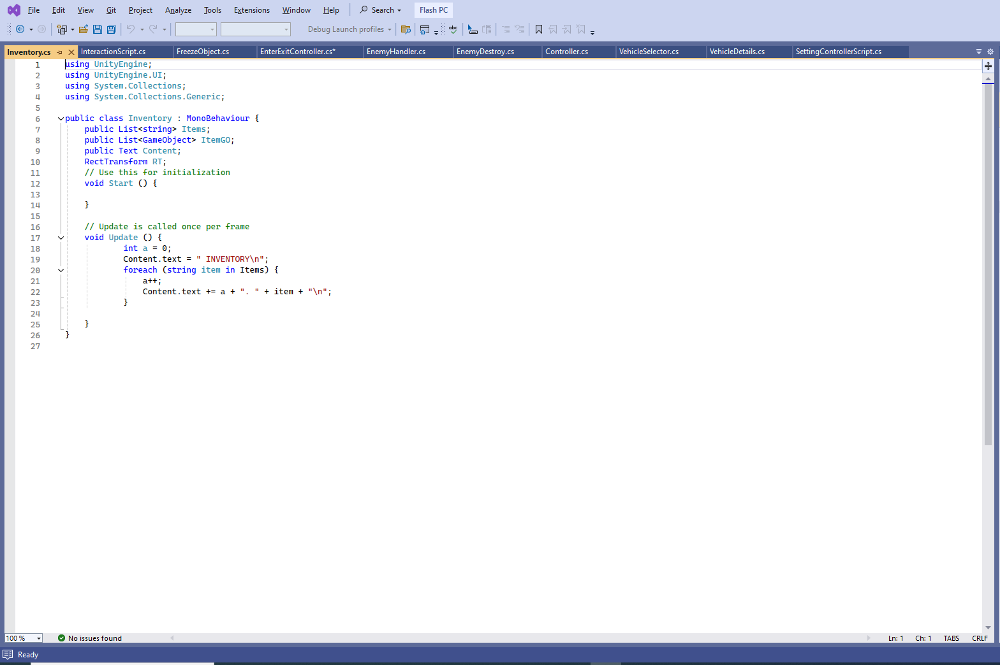 File Edit View Git Project Analyze Tools Extensions Window Help Search Flash PC
Debug Launch profiles abc
Inventory.cs InteractionScript.cs FreezeObject.cs EnterExitController.cs* EnemyHandler.cs EnemyDestroy.cs Controller.cs VehicleSelector.cs VehicleDetails.cs SettingControllerScript.cs
1 using UnityEngine;
2 using UnityEngine.UI;
3 using System.Collections;
4 using System.Collections.Generic;
5
6 public class Inventory : MonoBehaviour {
7 public List<string> Items;
8 public List<GameObject> ItemGO;
9 public Text Content;
10 RectTransform RT;
11 // Use this for initialization
12 void Start () {
13
14 }
15
16 // Update is called once per frame
17 void Update () {
18 int a = 0;
19 Content.text = " INVENTORY\n";
20 foreach (string item in Items) {
21 a++;
22 Content.text += a + ". " + item + "\n";
23 }
24
25 }
26 }
27
100 % No issues found Ln: 1 Ch: 1 TABS CRLF
Ready